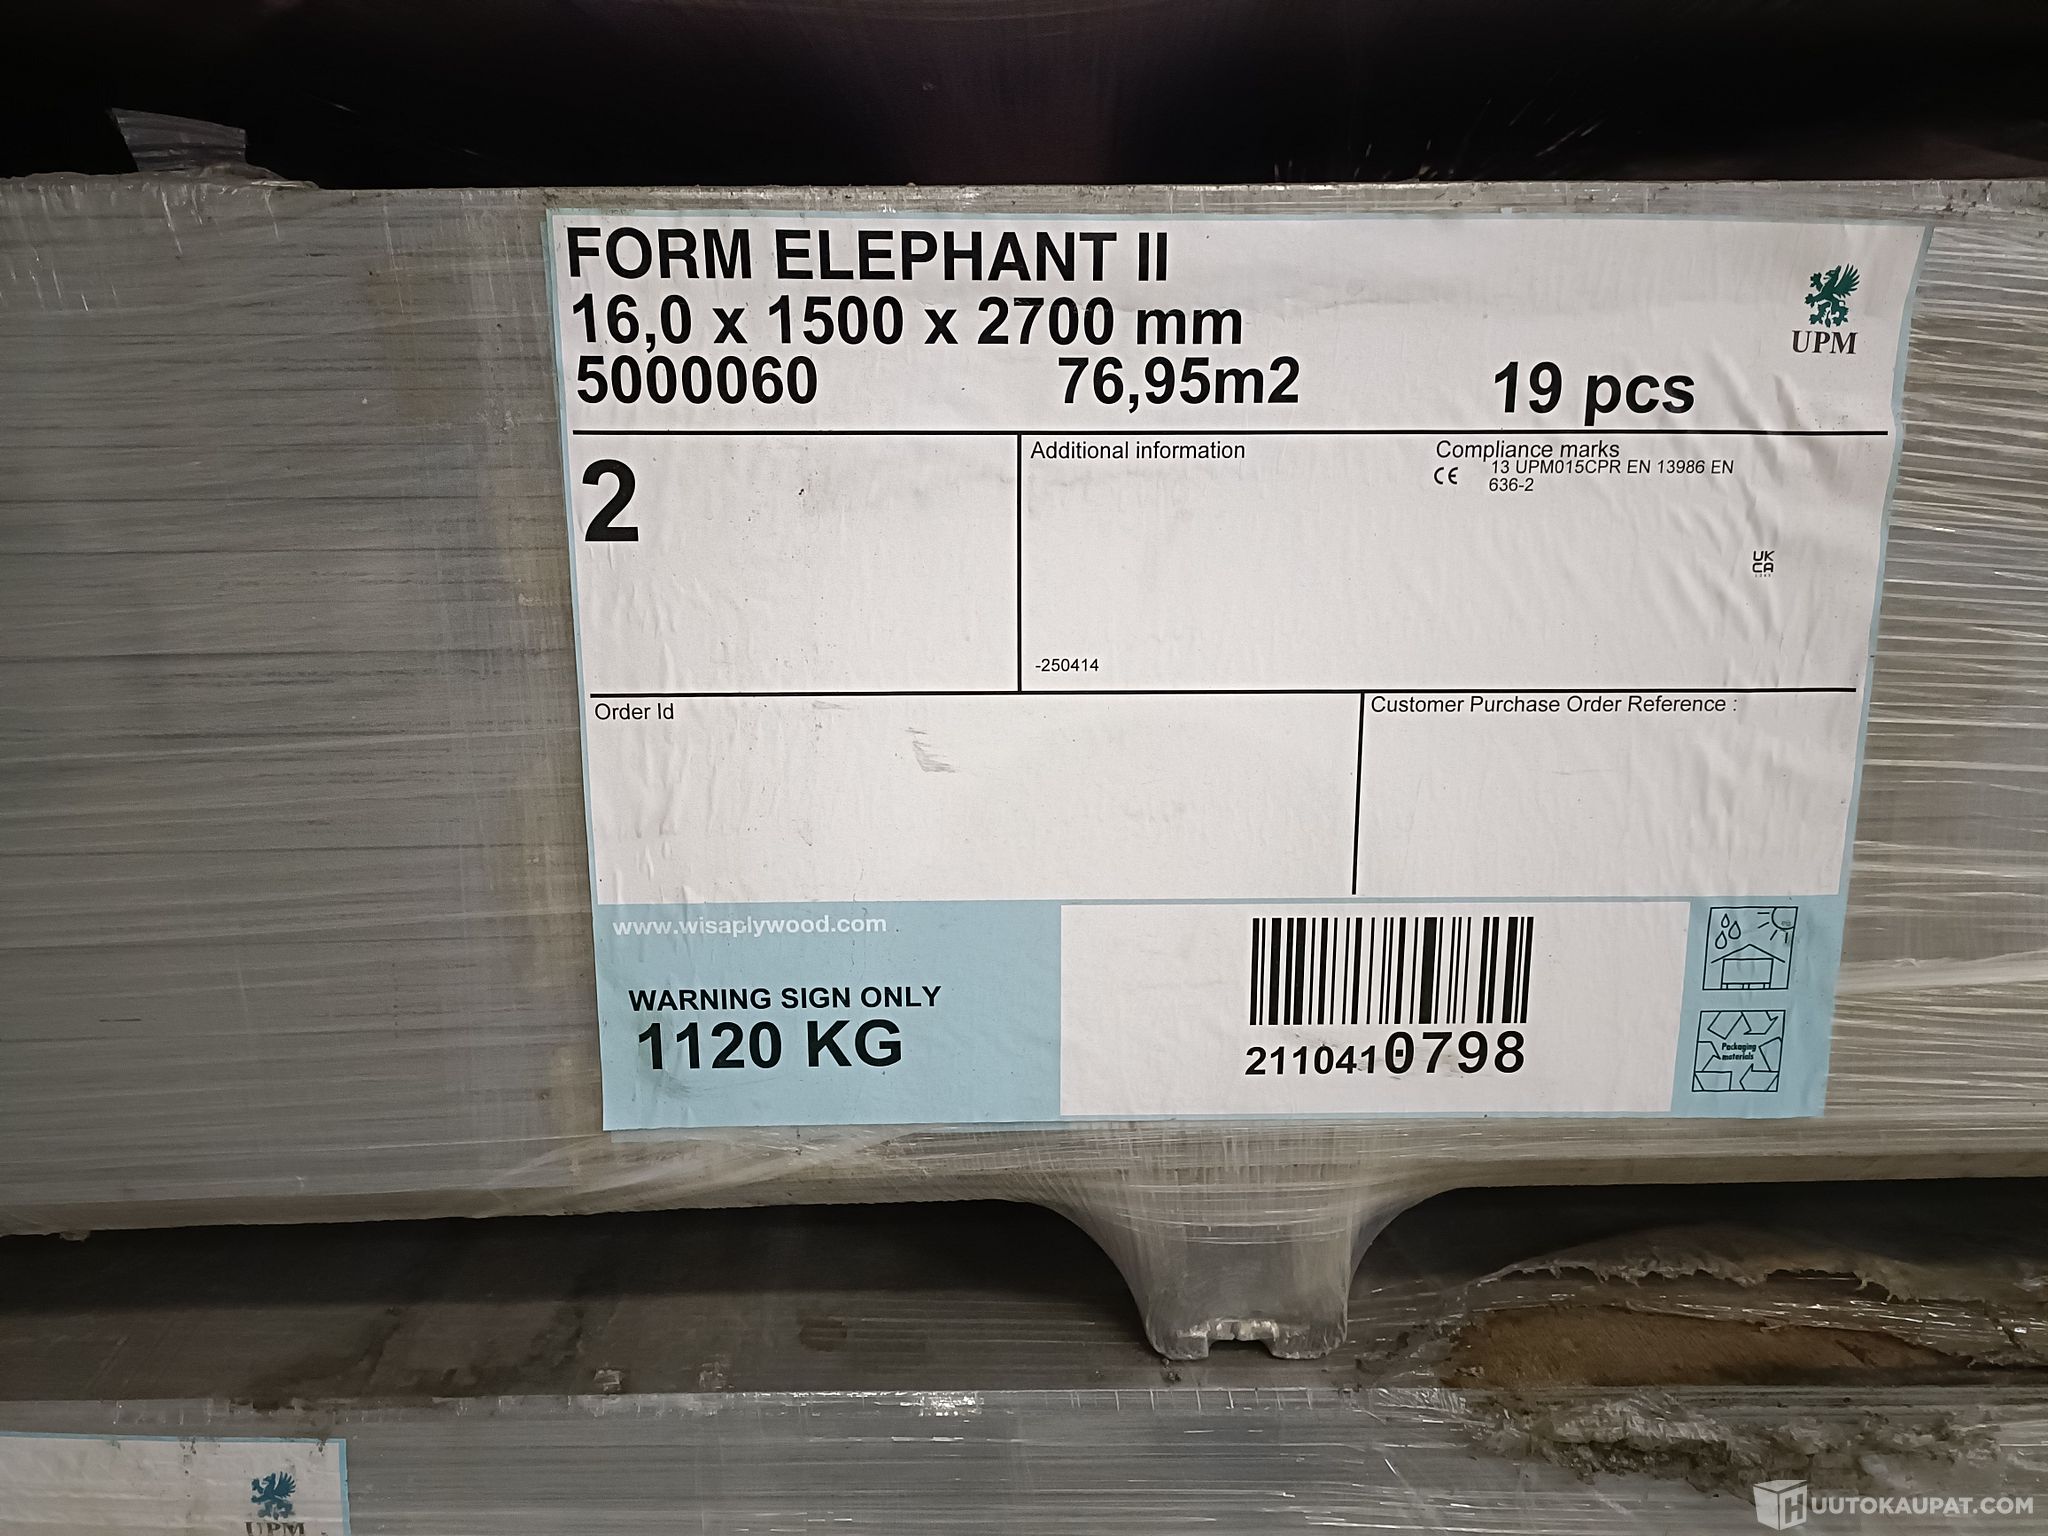 FORM ELEPHANT II
16,0 x 1500 x 2700 mm
UPM
5000060 76,95m2 19 pcs
2
Additional information
Compliance marks
CE 13 UPM015CPR EN 13986 EN
636-2
UK
CA
-250414
Order Id
Customer Purchase Order Reference :
www.wisaplywood.com
WARNING SIGN ONLY
1120 KG
2110410798
Packaging
materials
UPM
HUUTOKAUPAT.COM